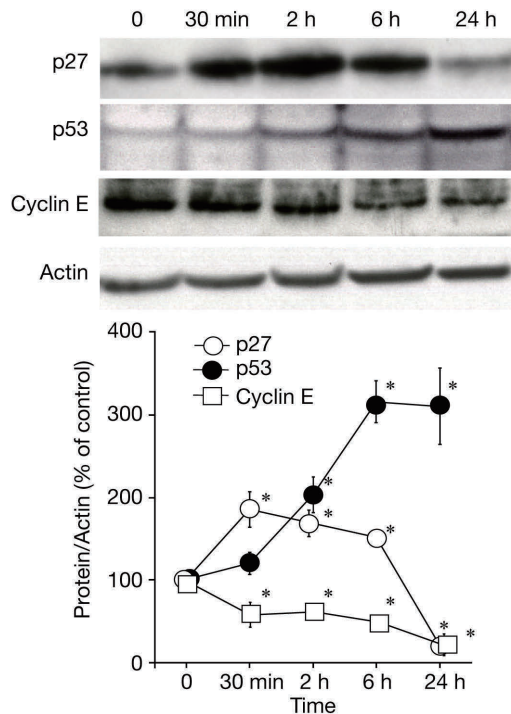 0 30 min 2 h 6 h 24 h
p27
p53
Cyclin E
Actin
400
300
200
100
0
Protein/Actin (% of control)
p27
p53
Cyclin E
* * * * * * * * * *
0 30 min 2 h 6 h 24 h
Time